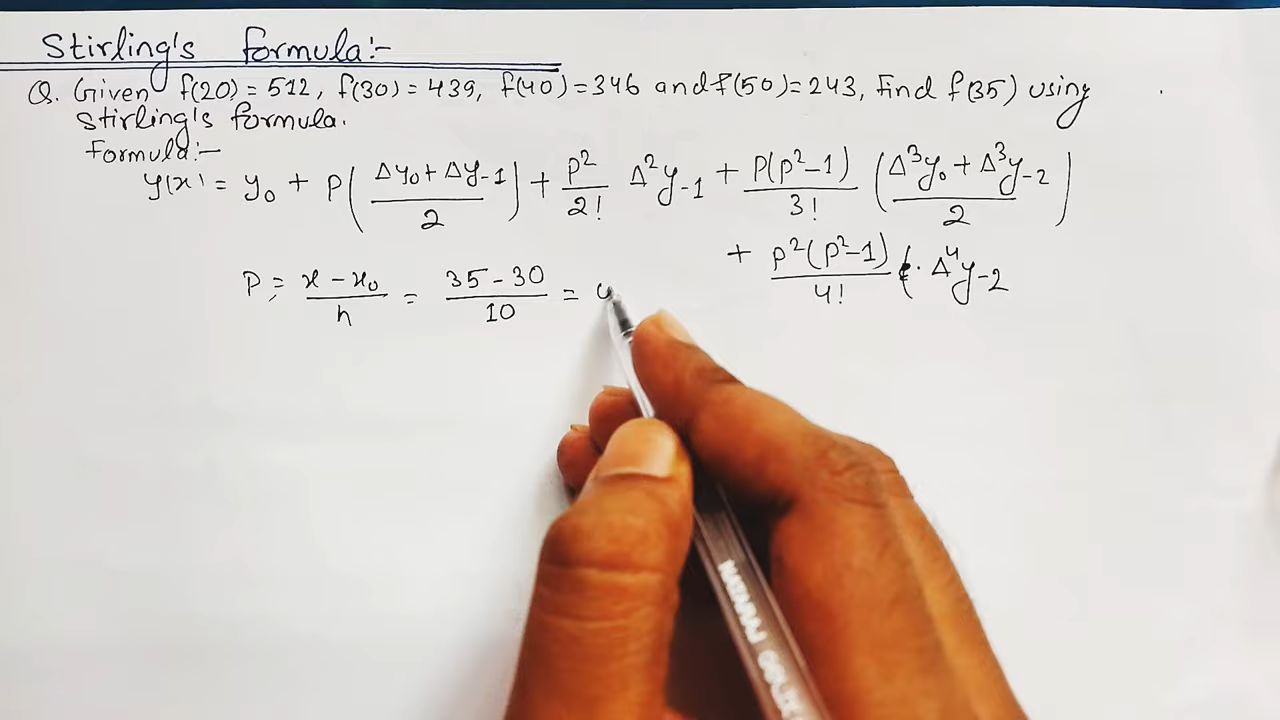 Stirling's formula:-
Q. Given f(20) = 512, f(30) = 439, f(40) = 346 and f(50) = 243, Find f(35) using
Stirling's formula.
Formula:-
y(x) = y₀ + P((Δy₀ + Δy₋₁)/2) + P²/2! Δ²y₋₁ + P(P²-1)/3! ((Δ³y₀ + Δ³y₋₂)/2)
+ P²(P²-1)/4! · Δ⁴y₋₂
P = (x - x₀)/h = (35 - 30)/10 =
NATARAJ